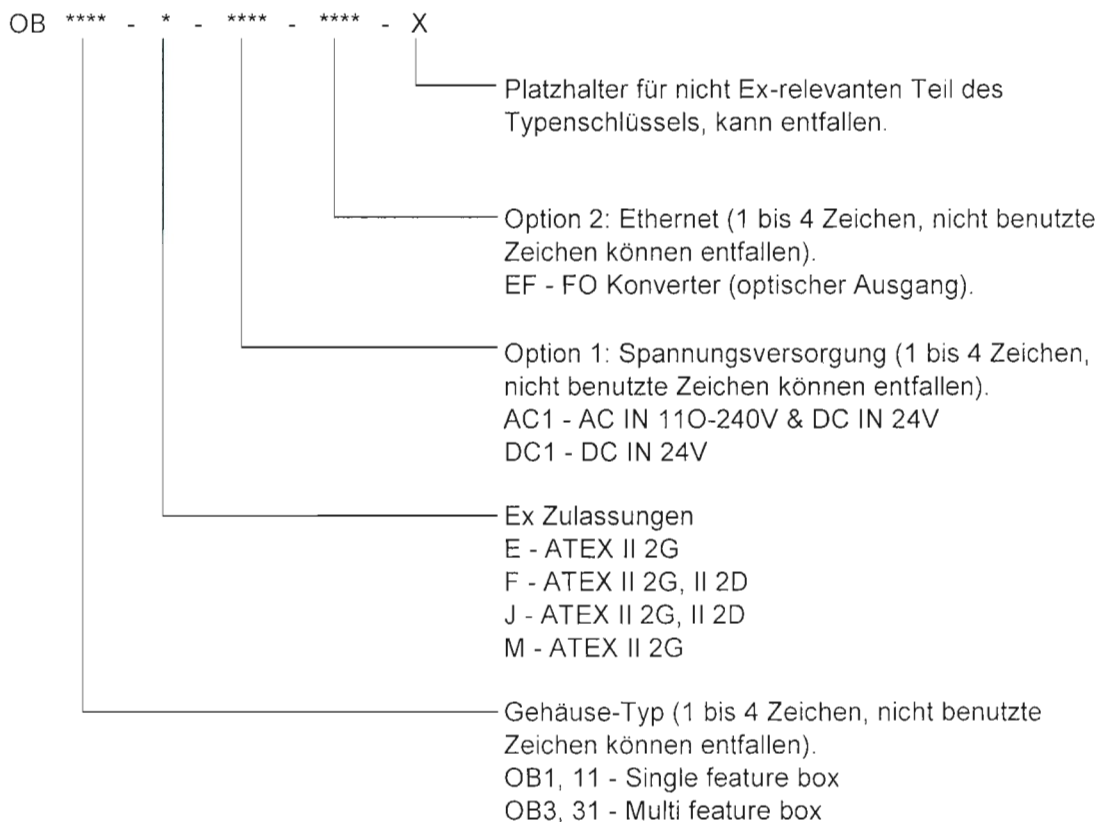 OB **** - * - **** - **** - X
Platzhalter für nicht Ex-relevanten Teil des
Typenschlüssels, kann entfallen.
Option 2: Ethernet (1 bis 4 Zeichen, nicht benutzte
Zeichen können entfallen).
EF - FO Konverter (optischer Ausgang).
Option 1: Spannungsversorgung (1 bis 4 Zeichen,
nicht benutzte Zeichen können entfallen).
AC1 - AC IN 11O-240V & DC IN 24V
DC1 - DC IN 24V
Ex Zulassungen
E - ATEX II 2G
F - ATEX II 2G, II 2D
J - ATEX II 2G, II 2D
M - ATEX II 2G
Gehäuse-Typ (1 bis 4 Zeichen, nicht benutzte
Zeichen können entfallen).
OB1, 11 - Single feature box
OB3, 31 - Multi feature box